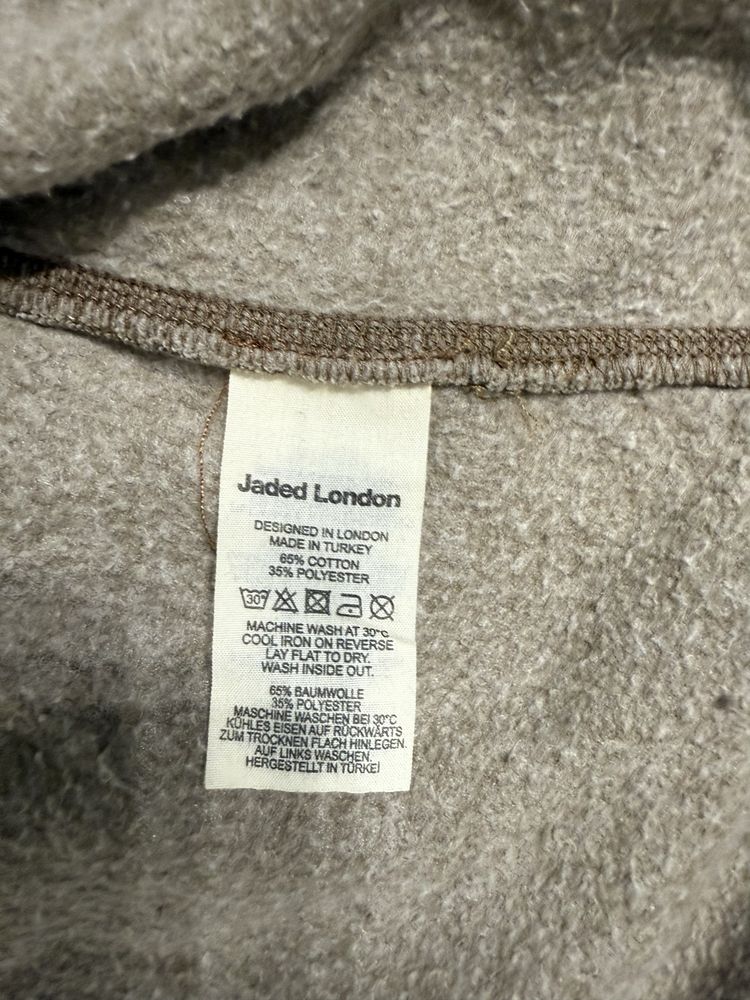 Jaded London
DESIGNED IN LONDON
MADE IN TURKEY
65% COTTON
35% POLYESTER
30°
MACHINE WASH AT 30°C
COOL IRON ON REVERSE
LAY FLAT TO DRY.
WASH INSIDE OUT.
65% BAUMWOLLE
35% POLYESTER
MASCHINE WASCHEN BEI 30°C
KÜHLES EISEN AUF RÜCKWÄRTS
ZUM TROCKNEN FLACH HINLEGEN.
AUF LINKS WASCHEN.
HERGESTELLT IN TÜRKEI